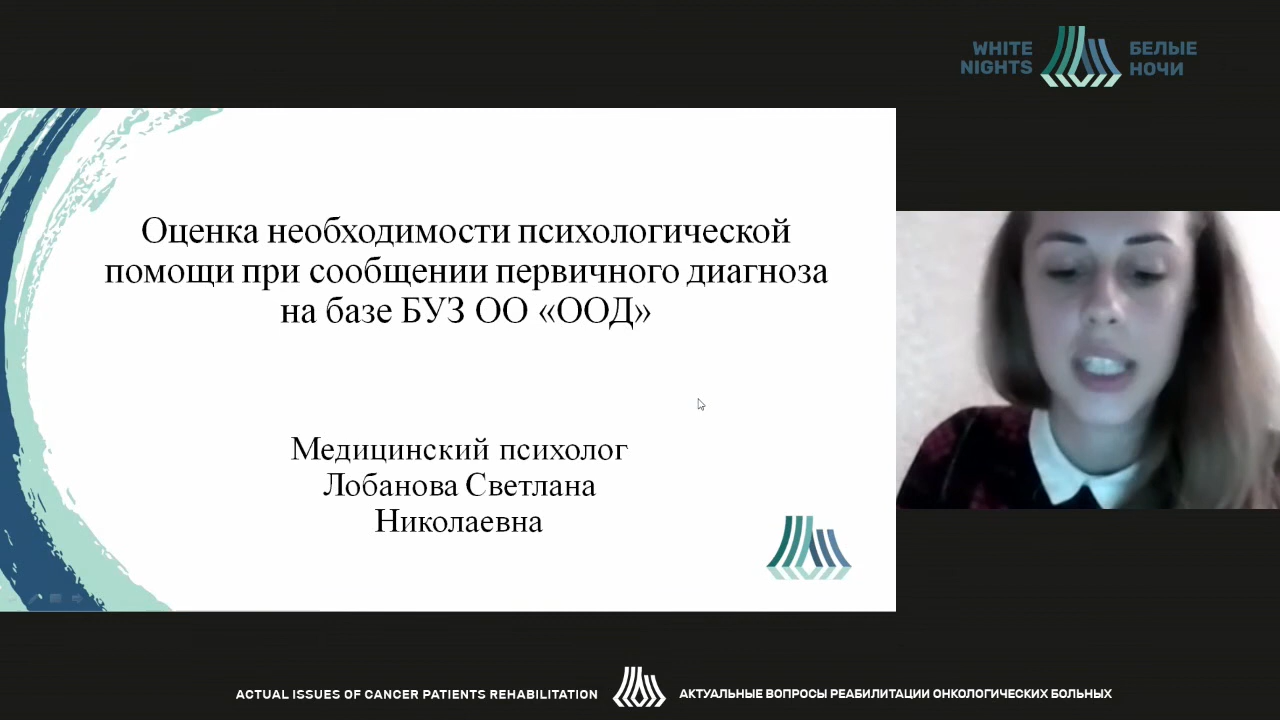 WHITE
NIGHTS
БЕЛЫЕ
НОЧИ
Оценка необходимости психологической
помощи при сообщении первичного диагноза
на базе БУЗ ОО «ООД»
Медицинский психолог
Лобанова Светлана
Николаевна
ACTUAL ISSUES OF CANCER PATIENTS REHABILITATION
АКТУАЛЬНЫЕ ВОПРОСЫ РЕАБИЛИТАЦИИ ОНКОЛОГИЧЕСКИХ БОЛЬНЫХ